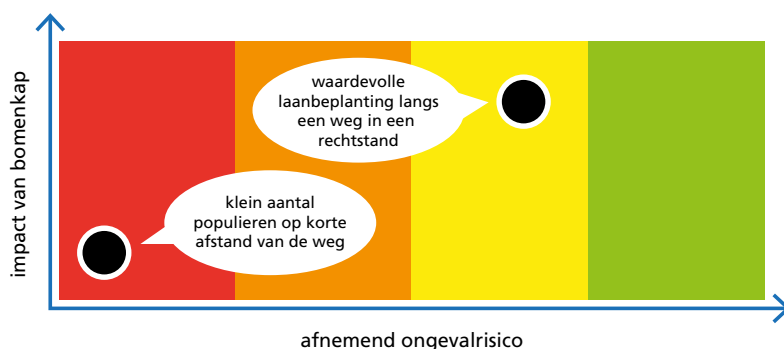 impact van bomenkap
waardevolle
laanbeplanting langs
een weg in een
rechtstand
klein aantal
populieren op korte
afstand van de weg
afnemend ongevalrisico